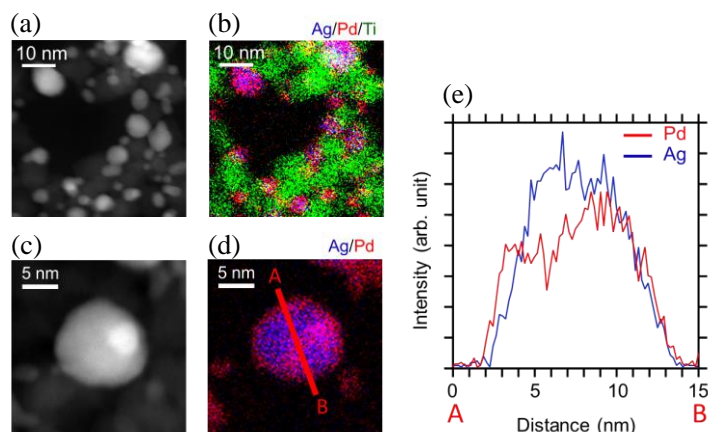 (a)
10 nm
(b)
Ag/Pd/Ti
10 nm
(c)
5 nm
(d)
Ag/Pd
5 nm
A
B
(e)
Pd
Ag
Intensity (arb. unit)
0 5 10 15
A B
Distance (nm)